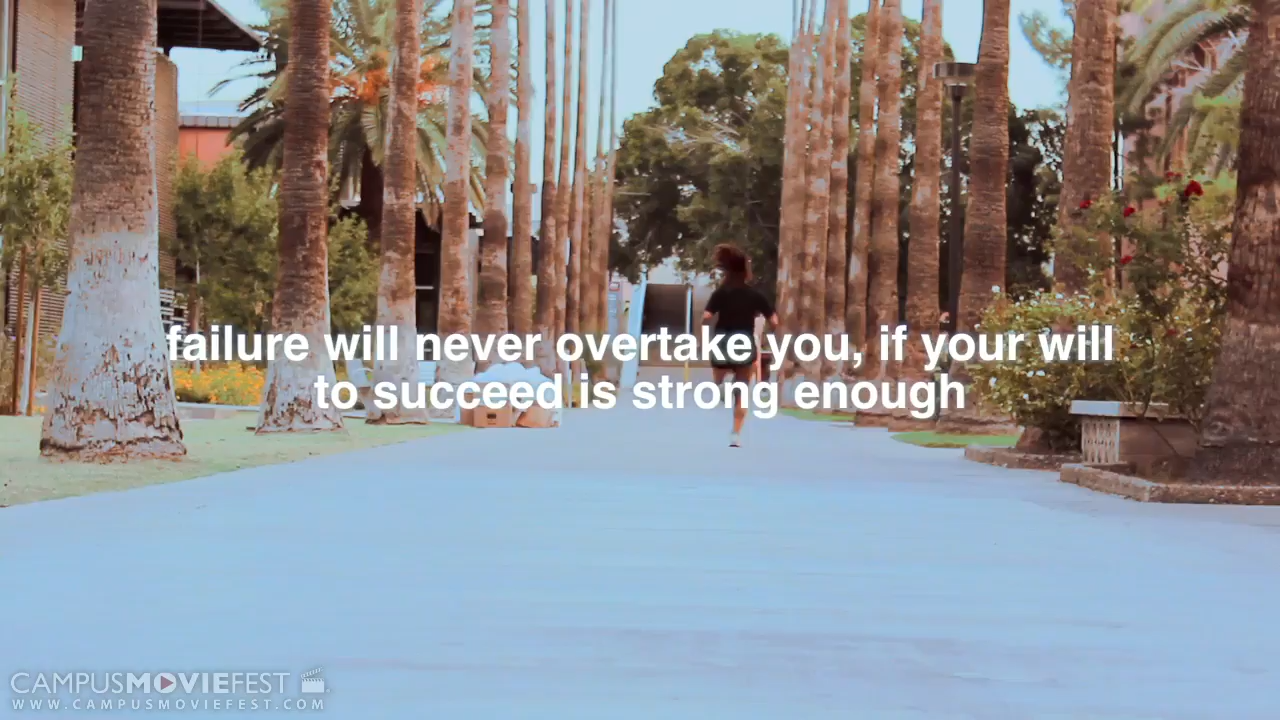 failure will never overtake you, if your will
to succeed is strong enough
CAMPUSMOVIEFEST
WWW.CAMPUSMOVIEFEST.COM